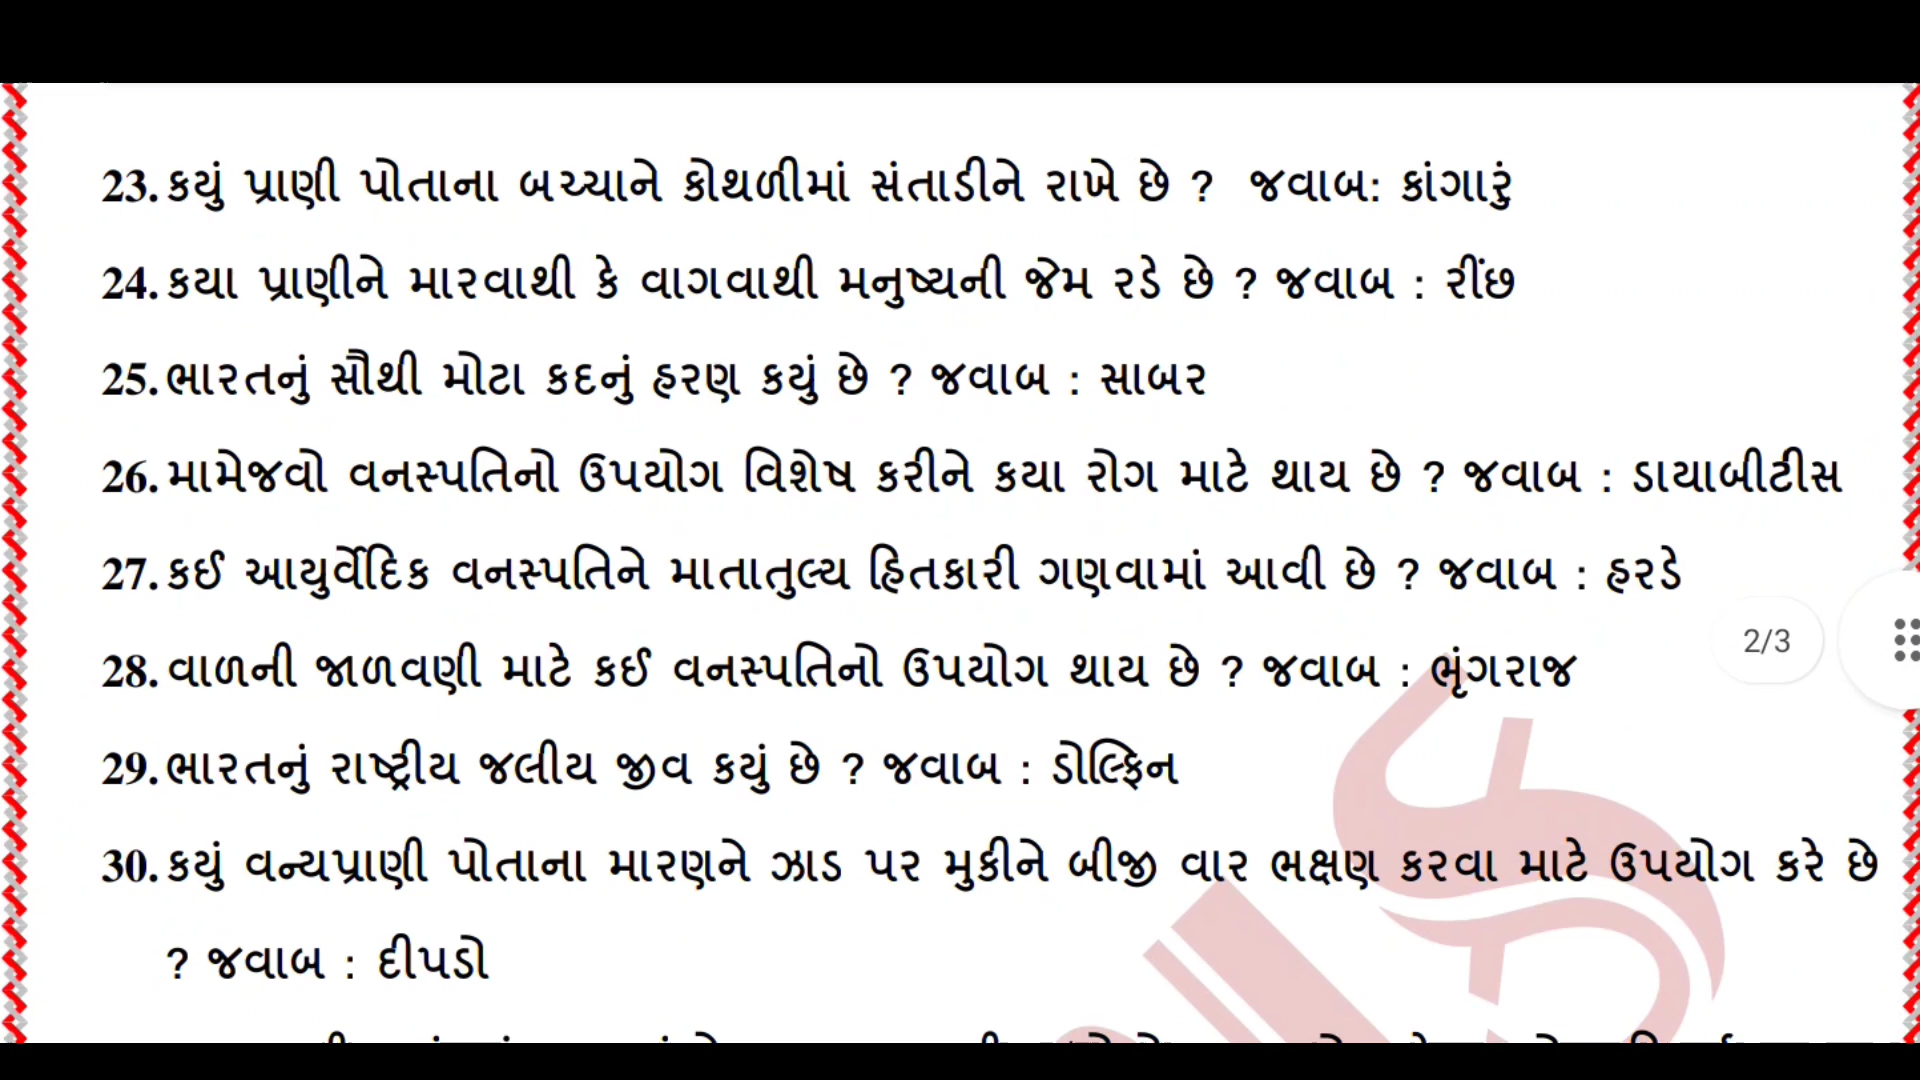 23. કયું પ્રાણી પોતાના બચ્ચાને કોથળીમાં સંતાડીને રાખે છે ? જવાબ: કાંગારું
24. કયા પ્રાણીને મારવાથી કે વાગવાથી મનુષ્યની જેમ રડે છે ? જવાબ : રીંછ
25. ભારતનું સૌથી મોટા કદનું હરણ કયું છે ? જવાબ : સાબર
26. મામેજવો વનસ્પતિનો ઉપયોગ વિશેષ કરીને કયા રોગ માટે થાય છે ? જવાબ : ડાયાબીટીસ
27. કઈ આયુર્વેદિક વનસ્પતિને માતાતુલ્ય હિતકારી ગણવામાં આવી છે ? જવાબ : હરડે
2/3
28. વાળની જાળવણી માટે કઈ વનસ્પતિનો ઉપયોગ થાય છે ? જવાબ : ભૃંગરાજ
29. ભારતનું રાષ્ટ્રીય જલીય જીવ કયું છે ? જવાબ : ડોલ્ફિન
30. કયું વન્યપ્રાણી પોતાના મારણને ઝાડ પર મુકીને બીજી વાર ભક્ષણ કરવા માટે ઉપયોગ કરે છે
? જવાબ : દીપડો